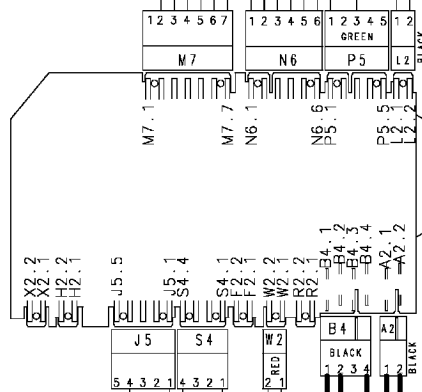 1 2 3 4 5 6 7
1 2 3 4 5 6
1 2 3 4 5
1 2
GREEN
M7
N6
P5
L2
BLACK
M7.1
M7.7
N6.1
N6.6
P5.1
P5.5
L2.1
L2.2
X2.2
X2.1
H2.2
H2.1
J5.5
J5.1
S4.4
S4.1
F2.2
F2.1
W2.2
W2.1
R2.2
R2.1
B4.1
B4.2
B4.3
B4.4
A2.1
A2.2
J5
S4
W2
RED
B4
BLACK
A2
BLACK
5 4 3 2 1
4 3 2 1
2 1
1 2 3 4
1 2